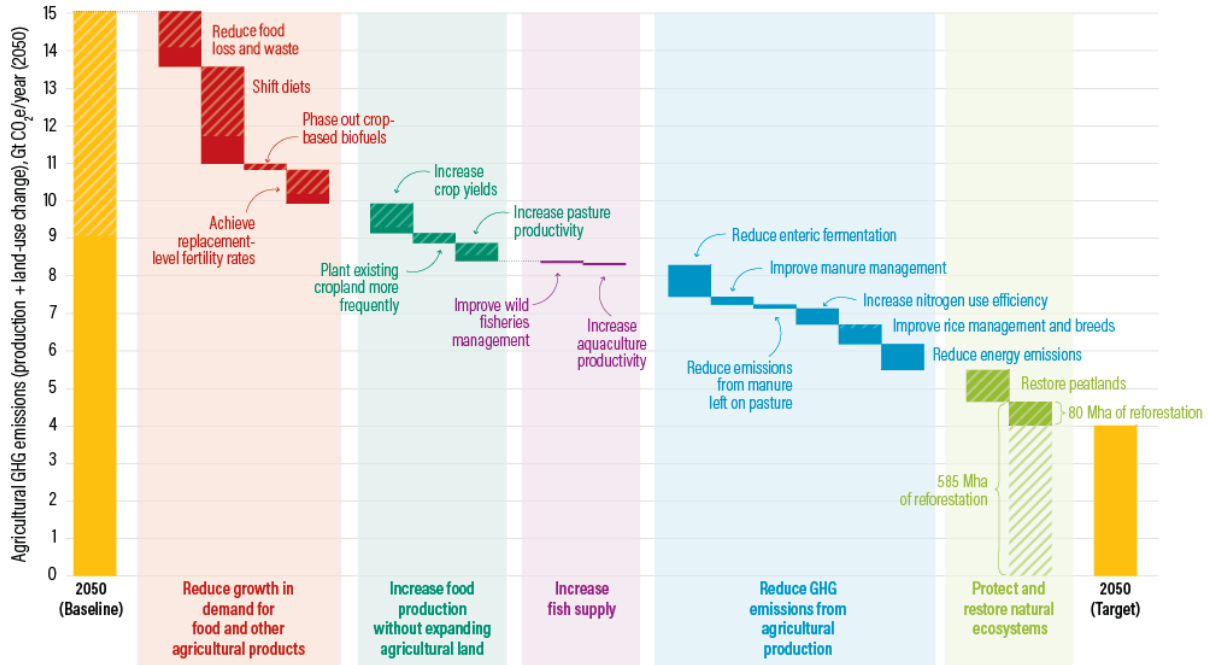 Agricultural GHG emissions (production + land-use change), Gt CO₂e/year (2050)
15
14
13
12
11
10
9
8
7
6
5
4
3
2
1
0
Reduce food
loss and waste
Shift diets
Phase out crop-
based biofuels
Achieve
replacement-
level fertility rates
Increase
crop yields
Increase pasture
productivity
Plant existing
cropland more
frequently
Improve wild
fisheries
management
Increase
aquaculture
productivity
Reduce enteric fermentation
Improve manure management
Increase nitrogen use efficiency
Improve rice management and breeds
Reduce energy emissions
Reduce emissions
from manure
left on pasture
Restore peatlands
80 Mha of reforestation
585 Mha
of reforestation
2050
(Baseline)
Reduce growth in
demand for
food and other
agricultural products
Increase food
production
without expanding
agricultural land
Increase
fish supply
Reduce GHG
emissions from
agricultural
production
Protect and
restore natural
ecosystems
2050
(Target)